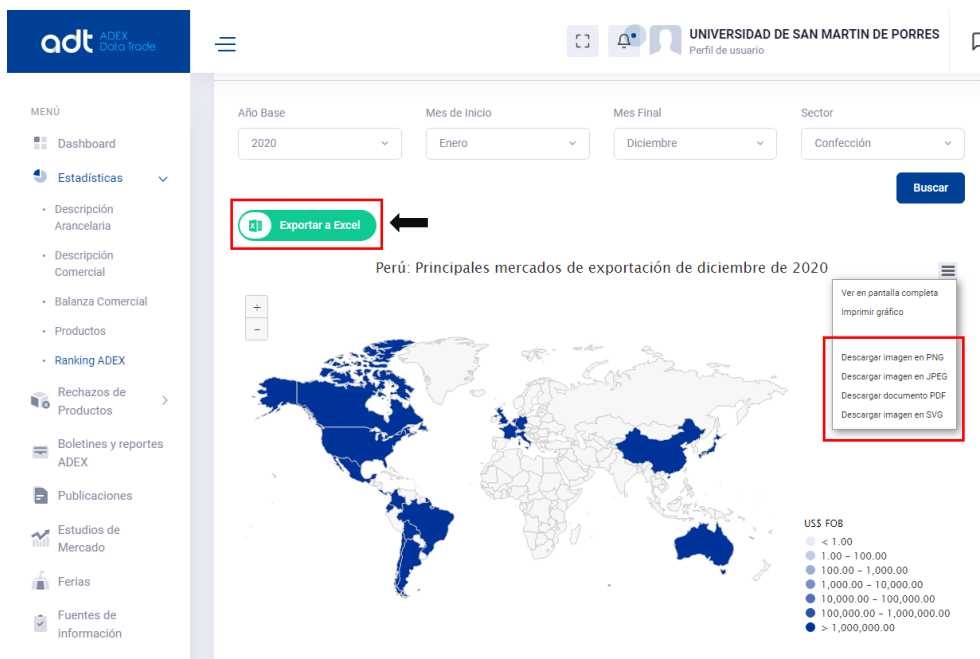 adt ADEX
Data Trade
UNIVERSIDAD DE SAN MARTIN DE PORRES
Perfil de usuario
MENÚ
Dashboard
Estadísticas
Descripción
Arancelaria
Descripción
Comercial
Balanza Comercial
Productos
Ranking ADEX
Rechazos de
Productos
Boletines y reportes
ADEX
Publicaciones
Estudios de
Mercado
Ferias
Fuentes de
información
Año Base
Mes de Inicio
Mes Final
Sector
2020
Enero
Diciembre
Confección
Buscar
Exportar a Excel
Perú: Principales mercados de exportación de diciembre de 2020
+
-
Ver en pantalla completa
Imprimir gráfico
Descargar imagen en PNG
Descargar imagen en JPEG
Descargar documento PDF
Descargar imagen en SVG
US$ FOB
< 1.00
1.00 - 100.00
100.00 - 1,000.00
1,000.00 - 10,000.00
10,000.00 - 100,000.00
100,000.00 - 1,000,000.00
> 1,000,000.00